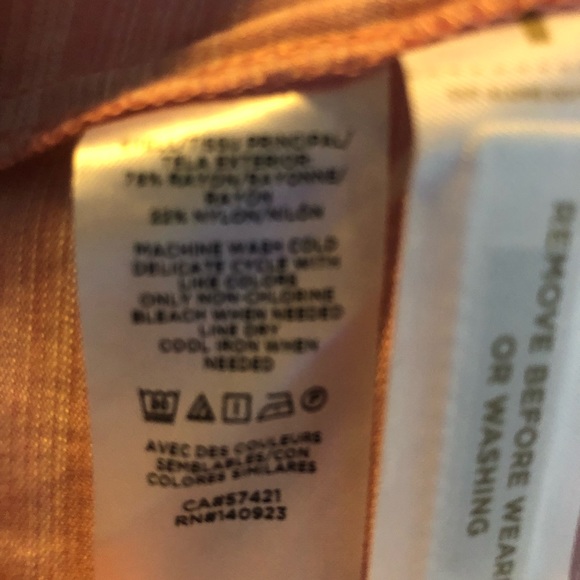 PRINCIPAL/
TELA EXTERIOR:
78% RAYON/RAYONNE/
RAYÓN
22% NYLON/NILÓN
MACHINE WASH COLD
DELICATE CYCLE WITH
LIKE COLORS
ONLY NON-CHLORINE
BLEACH WHEN NEEDED
LINE DRY
COOL IRON WHEN
NEEDED
AVEC DES COULEURS
SEMBLABLES/CON
COLORES SIMILARES
CA#57421
RN#140923
REMOVE BEFORE WEAR
OR WASHING